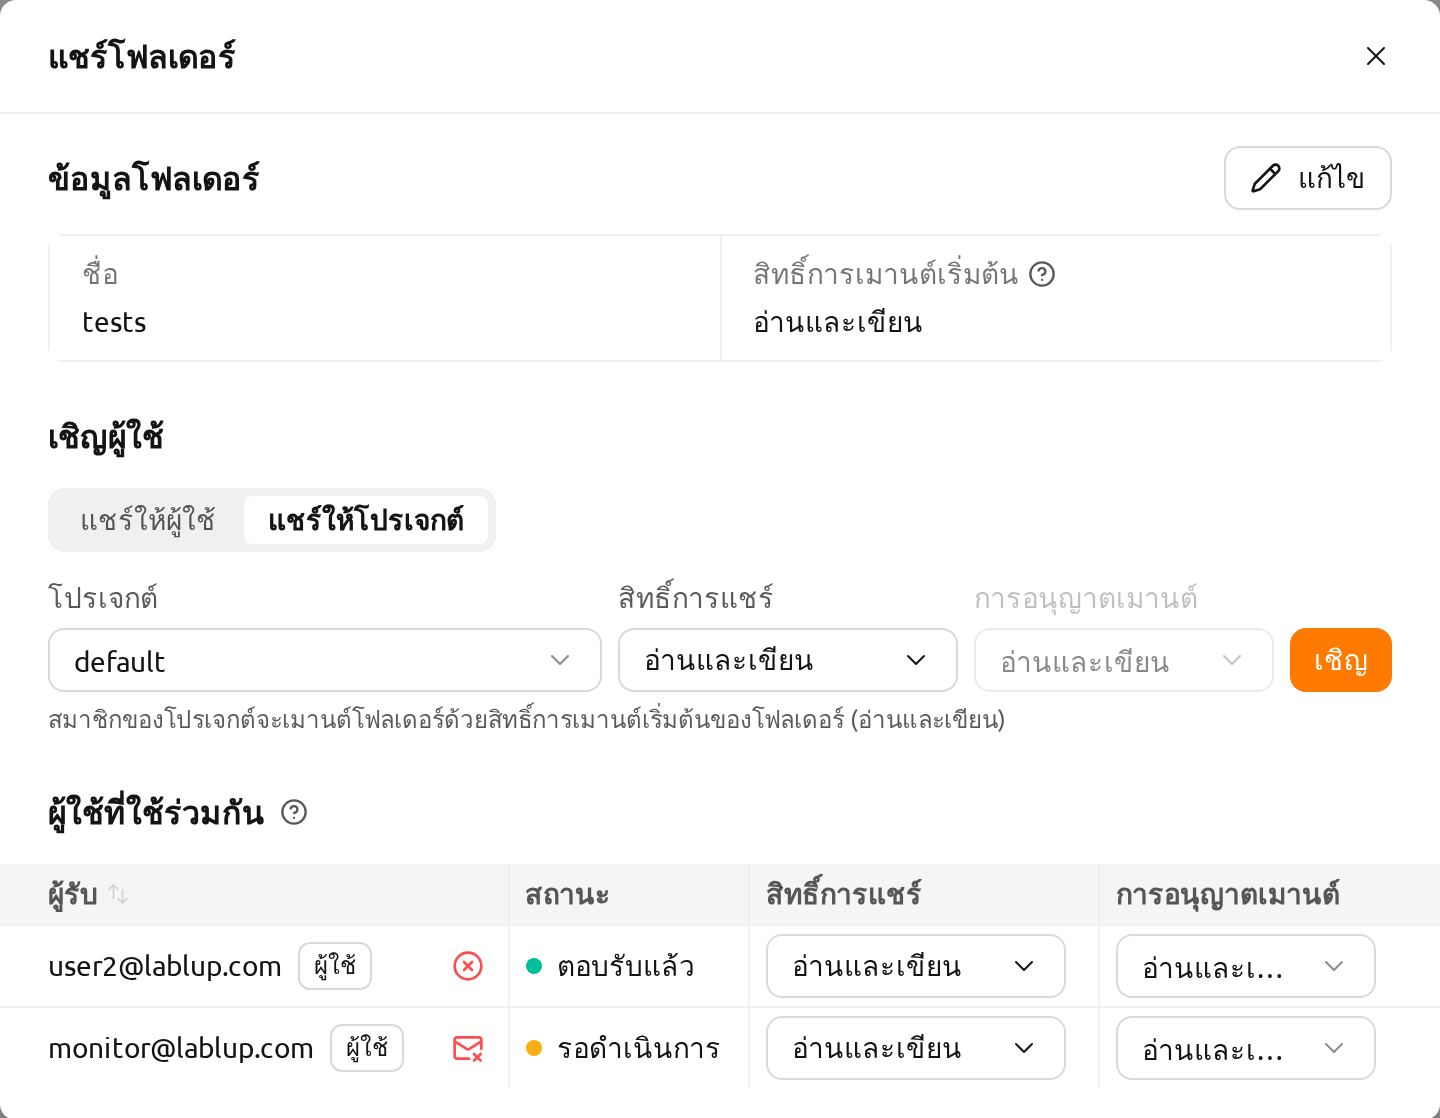 แชร์โฟลเดอร์
ข้อมูลโฟลเดอร์
แก้ไข
ชื่อ
สิทธิ์การเมานต์เริ่มต้น
tests
อ่านและเขียน
เชิญผู้ใช้
แชร์ให้ผู้ใช้ แชร์ให้โปรเจกต์
โปรเจกต์ สิทธิ์การแชร์ การอนุญาตเมานต์
default อ่านและเขียน อ่านและเขียน เชิญ
สมาชิกของโปรเจกต์จะเมานต์โฟลเดอร์ด้วยสิทธิ์การเมานต์เริ่มต้นของโฟลเดอร์ (อ่านและเขียน)
ผู้ใช้ที่ใช้ร่วมกัน
ผู้รับ สถานะ สิทธิ์การแชร์ การอนุญาตเมานต์
user2@lablup.com ผู้ใช้ ตอบรับแล้ว อ่านและเขียน อ่านและเ...
monitor@lablup.com ผู้ใช้ รอดำเนินการ อ่านและเขียน อ่านและเ...